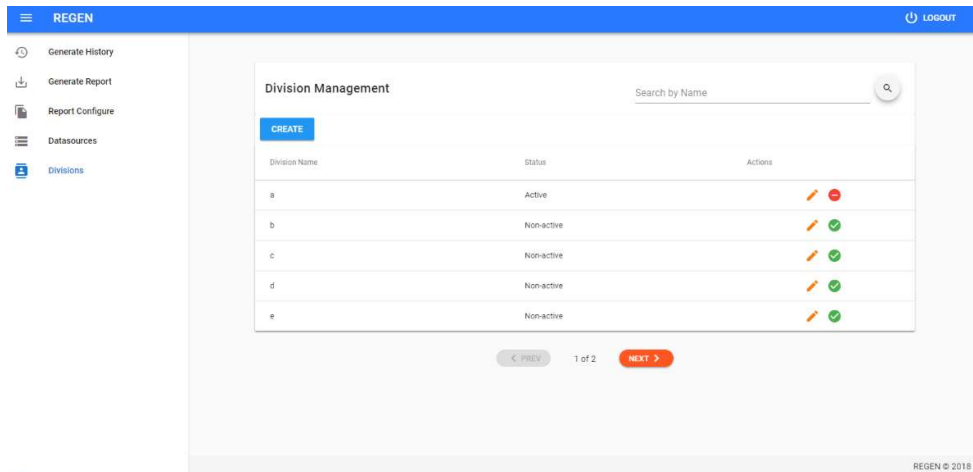 REGEN
LOGOUT
Generate History
Generate Report
Report Configure
Datasources
Divisions
Division Management
Search by Name
CREATE
Division Name Status Actions
a Active
b Non-active
c Non-active
d Non-active
e Non-active
PREV 1 of 2 NEXT
REGEN © 2018